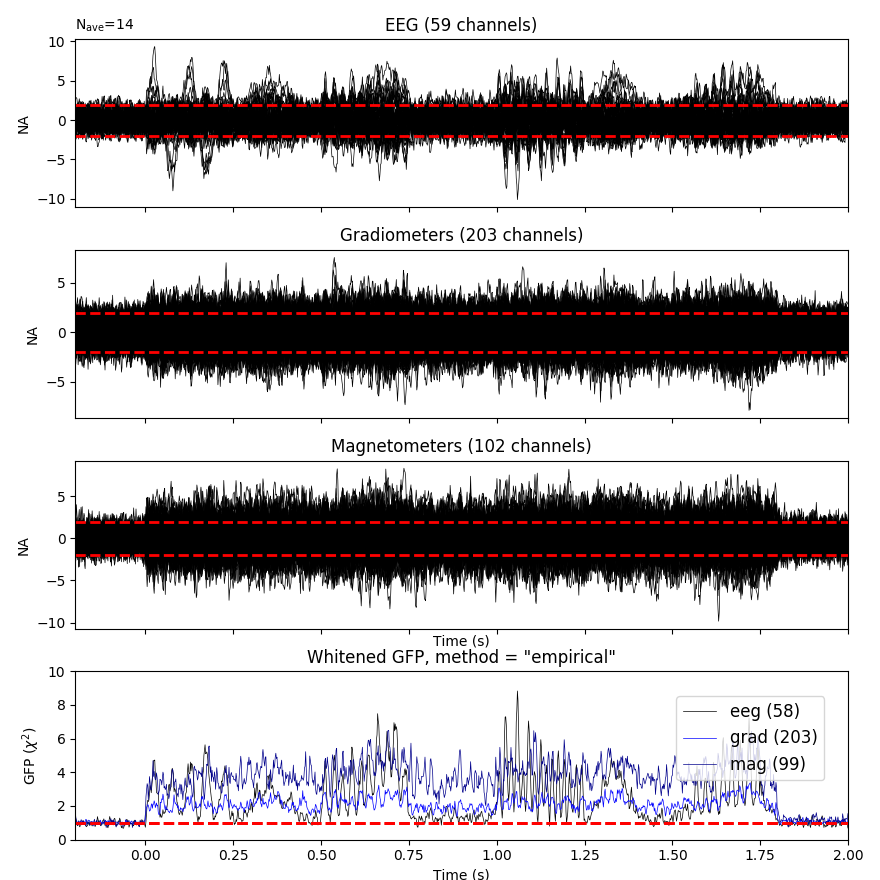 N_ave=14
EEG (59 channels)
10
5
0
−5
−10
NA
Gradiometers (203 channels)
5
0
−5
NA
Magnetometers (102 channels)
5
0
−5
−10
NA
Time (s)
Whitened GFP, method = "empirical"
10
8
6
4
2
0
GFP (χ²)
eeg (58)
grad (203)
mag (99)
0.00 0.25 0.50 0.75 1.00 1.25 1.50 1.75 2.00
Time (s)